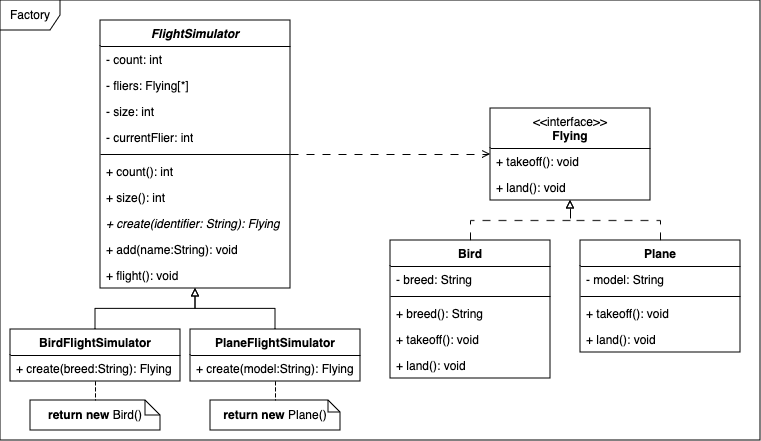 Factory
FlightSimulator
- count: int
- fliers: Flying[*]
- size: int
- currentFlier: int
+ count(): int
+ size(): int
+ create(identifier: String): Flying
+ add(name:String): void
+ flight(): void
<<interface>>
Flying
+ takeoff(): void
+ land(): void
Bird
- breed: String
+ breed(): String
+ takeoff(): void
+ land(): void
Plane
- model: String
+ takeoff(): void
+ land(): void
BirdFlightSimulator
+ create(breed:String): Flying
PlaneFlightSimulator
+ create(model:String): Flying
return new Bird()
return new Plane()